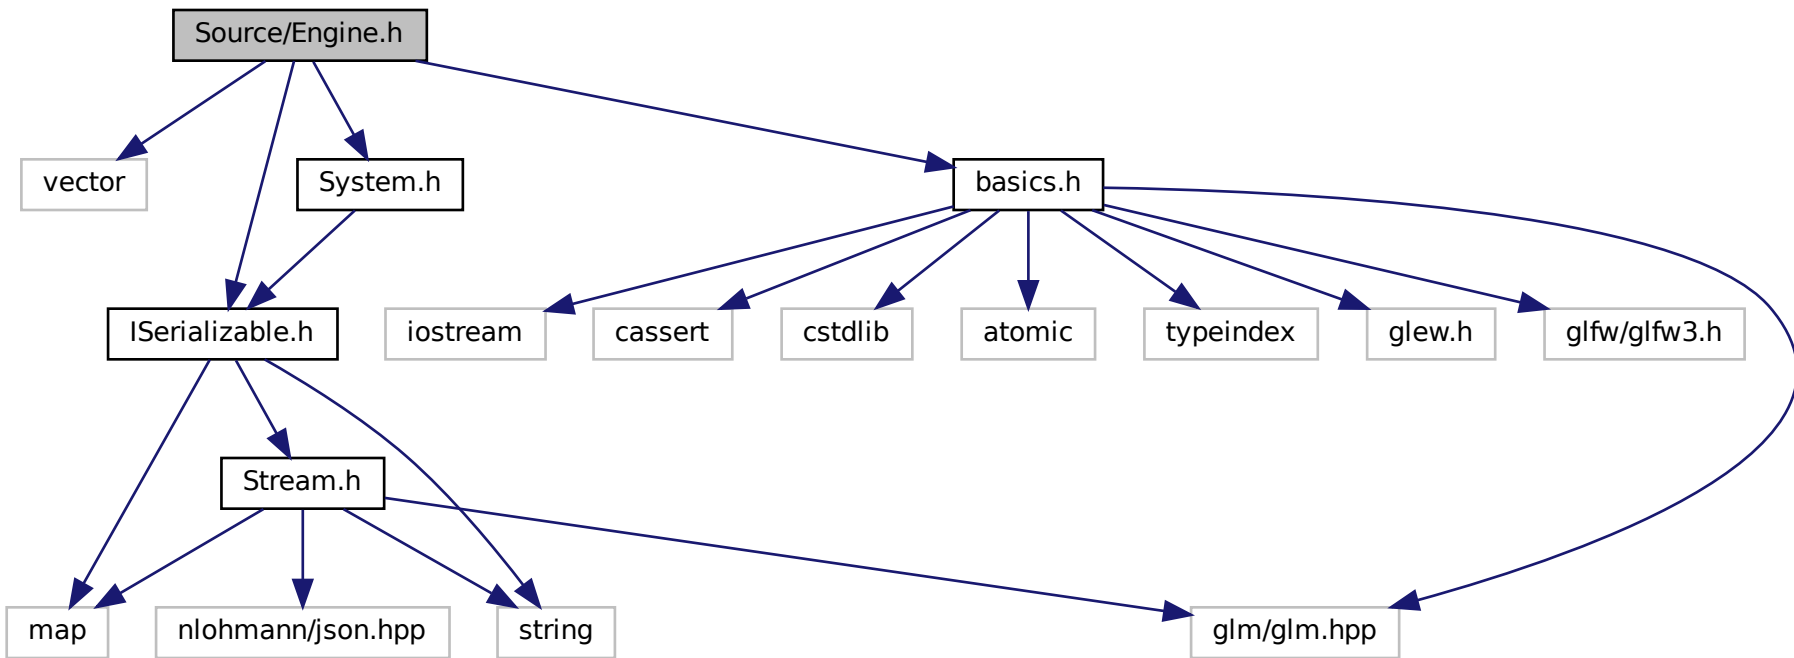 Source/Engine.h
vector
System.h
basics.h
ISerializable.h
iostream
cassert
cstdlib
atomic
typeindex
glew.h
glfw/glfw3.h
Stream.h
map
nlohmann/json.hpp
string
glm/glm.hpp